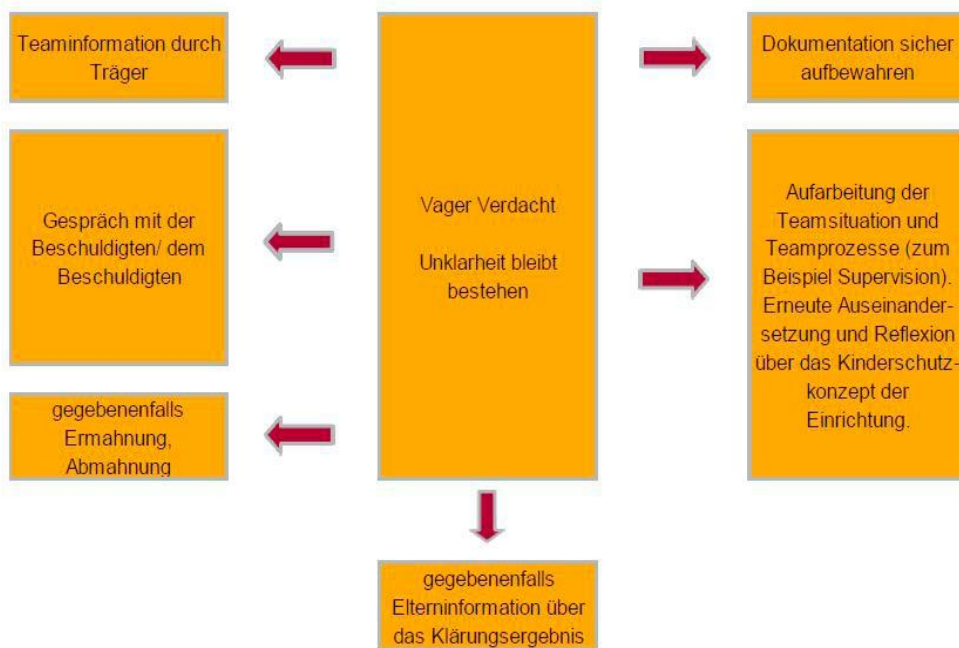 Teaminformation durch
Träger
Gespräch mit der
Beschuldigten/ dem
Beschuldigten
gegebenenfalls
Ermahnung,
Abmahnung
Vager Verdacht
Unklarheit bleibt
bestehen
gegebenenfalls
Elterninformation über
das Klärungsergebnis
Dokumentation sicher
aufbewahren
Aufarbeitung der
Teamsituation und
Teamprozesse (zum
Beispiel Supervision).
Erneute Auseinander-
setzung und Reflexion
über das Kinderschutz-
konzept der
Einrichtung.